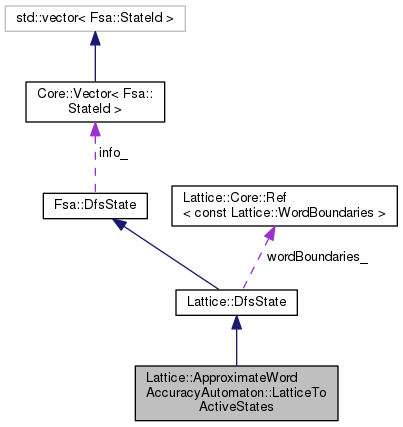 std::vector< Fsa::StateId >
Core::Vector< Fsa::
StateId >
info_
Fsa::DfsState
Lattice::Core::Ref
< const Lattice::WordBoundaries >
wordBoundaries_
Lattice::DfsState
Lattice::ApproximateWord
AccuracyAutomaton::LatticeTo
ActiveStates